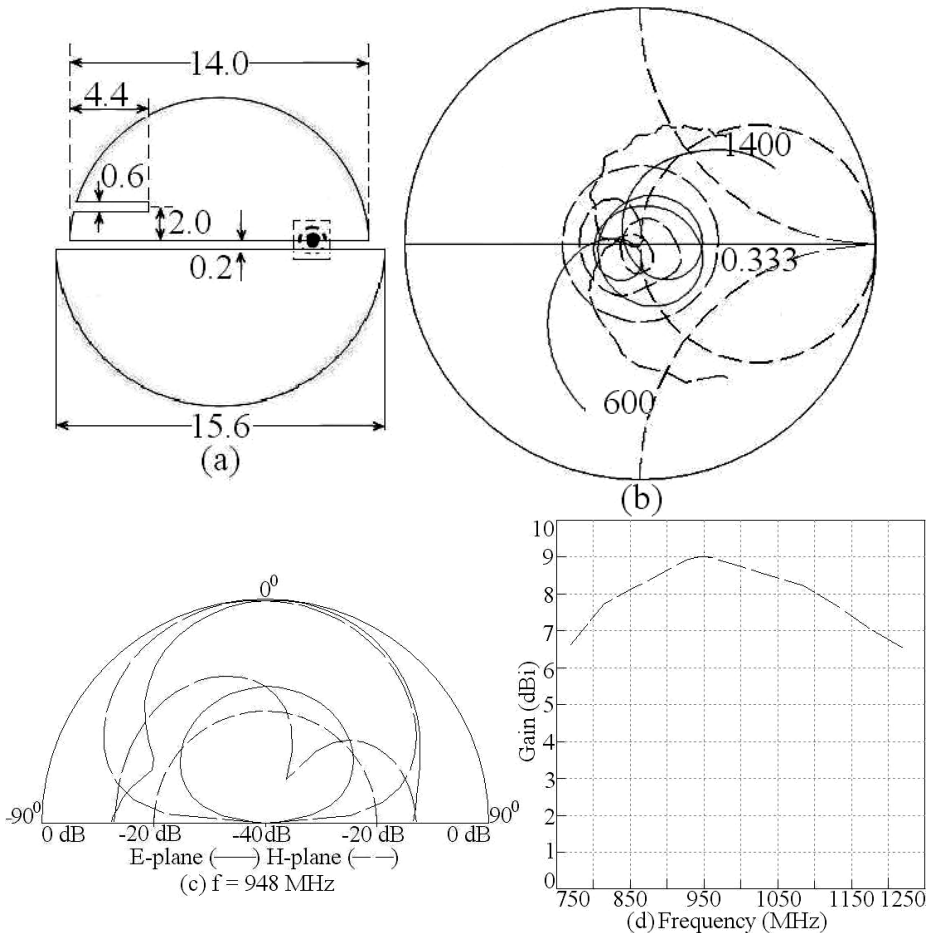 14.0
4.4
0.6
2.0
0.2
15.6
(a)
1400
0.333
600
(b)
0⁰
-90⁰
90⁰
0 dB -20 dB -40dB -20 dB 0 dB
E-plane (——) H-plane (— —)
(c) f = 948 MHz
10
9
8
7
6
5
4
3
2
1
0
Gain (dBi)
750 850 950 1050 1150 1250
(d) Frequency (MHz)